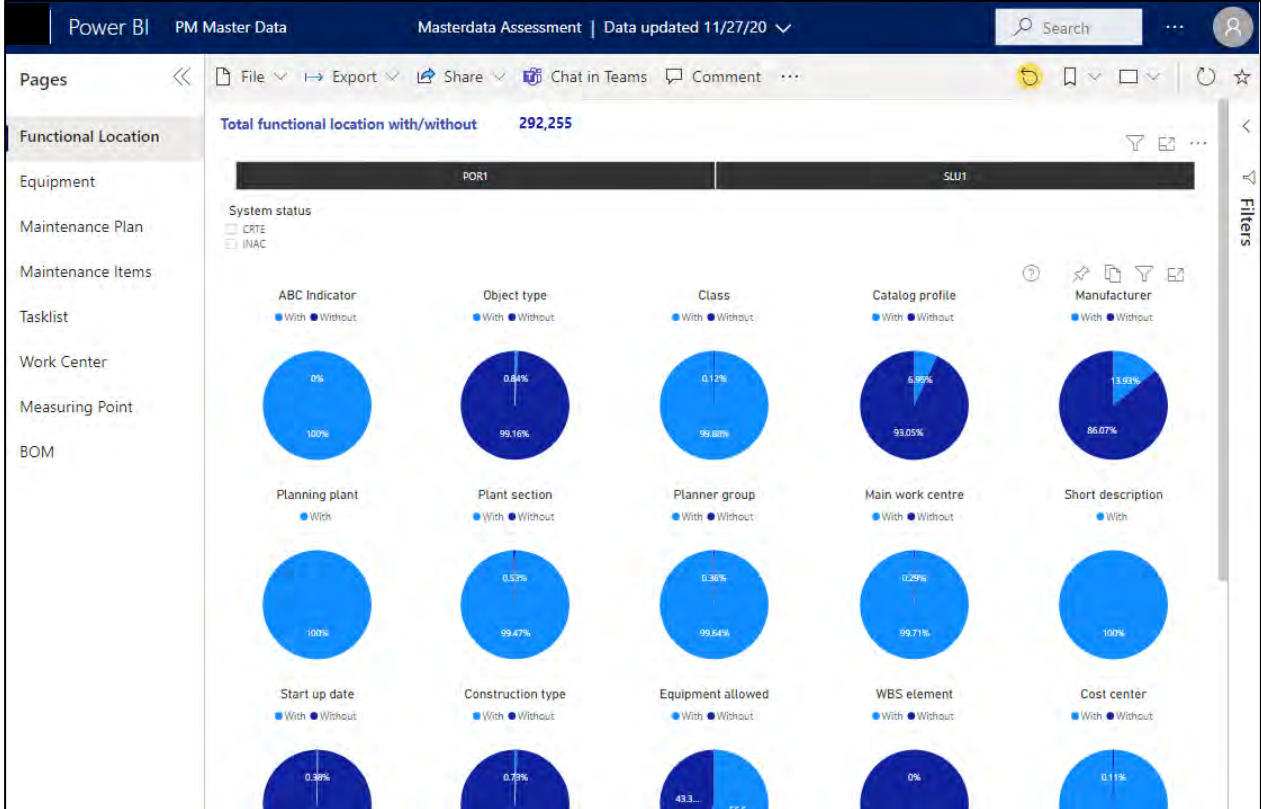 Power BI PM Master Data Masterdata Assessment | Data updated 11/27/20 Search ...
Pages File Export Share Chat in Teams Comment ...
Functional Location
Equipment
Maintenance Plan
Maintenance Items
Tasklist
Work Center
Measuring Point
BOM
Total functional location with/without 292,255
POR1 SLU1
System status
CRTE
INAC
Filters
ABC Indicator Object type Class Catalog profile Manufacturer
With Without With Without With Without With Without With Without
0% 0.84% 0.12% 6.95% 13.93%
100% 99.16% 99.88% 93.05% 86.07%
Planning plant Plant section Planner group Main work centre Short description
With With Without With Without With Without With
0.53% 0.36% 0.29%
100% 99.47% 99.64% 99.71% 100%
Start up date Construction type Equipment allowed WBS element Cost center
With Without With Without With Without With Without With Without
0.38% 0.73% 0% 0.11%
43.3...